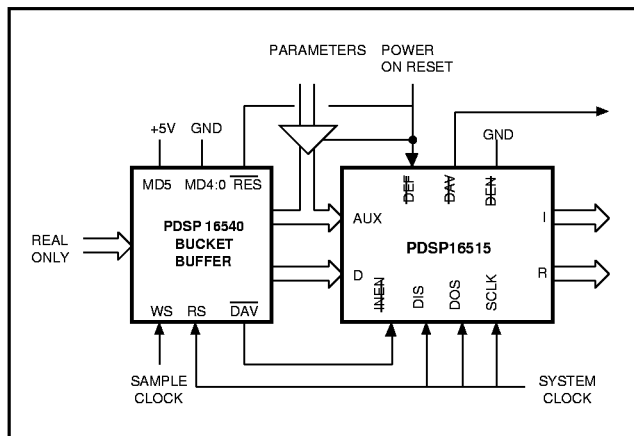 PARAMETERS
POWER
ON RESET
+5V
GND
GND
MD5
MD4:0
RES
DEF
DAV
DEN
PDSP 16540
BUCKET
BUFFER
AUX
I
PDSP16515
REAL
ONLY
D
R
INEN
DIS
DOS
SCLK
WS
RS
DAV
SAMPLE
CLOCK
SYSTEM
CLOCK